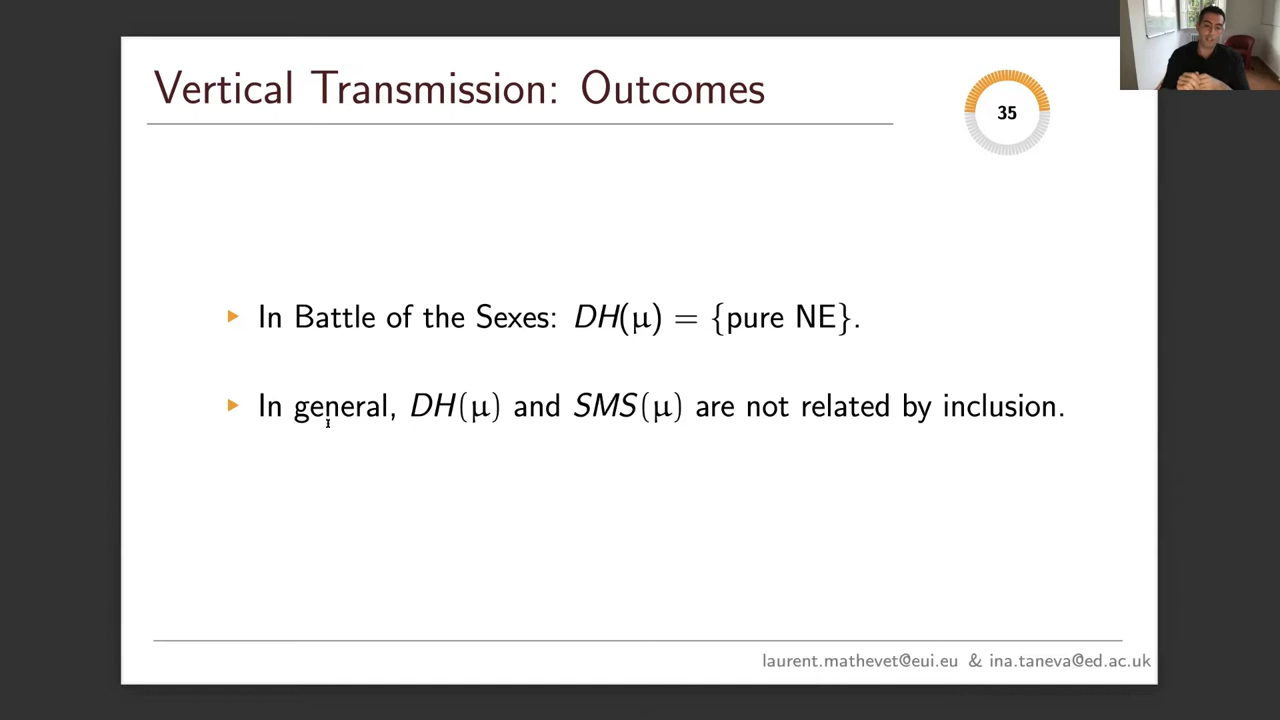 Vertical Transmission: Outcomes
35
▸ In Battle of the Sexes: DH(μ) = {pure NE}.
▸ In general, DH(μ) and SMS(μ) are not related by inclusion.
laurent.mathevet@eui.eu & ina.taneva@ed.ac.uk